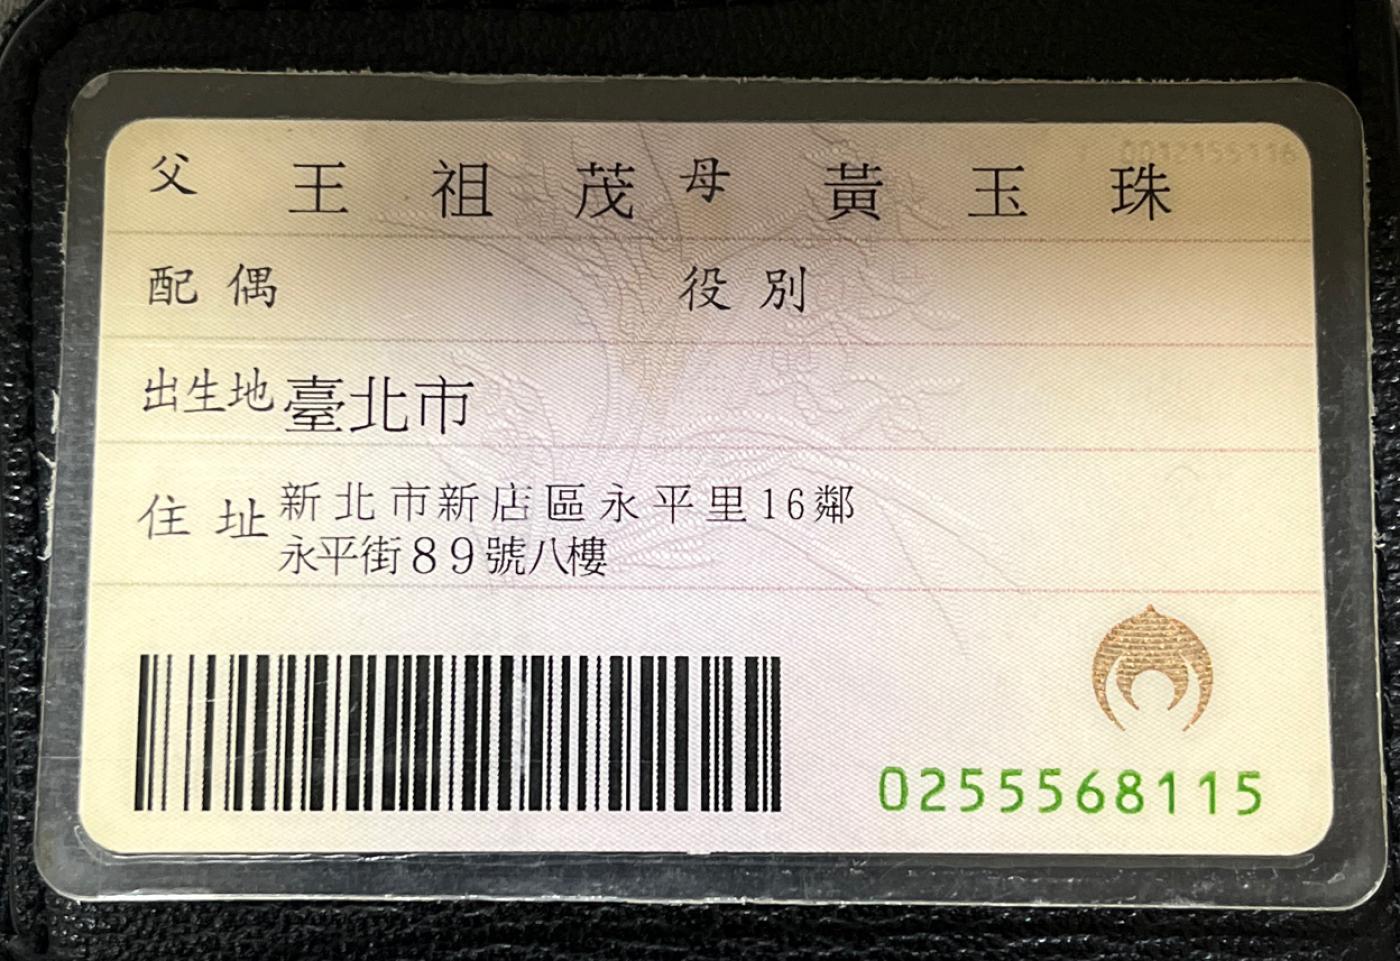 父 王祖茂 母 黃玉珠
配偶 役別
出生地 臺北市
住址 新北市新店區永平里16鄰
永平街89號八樓
0255568115